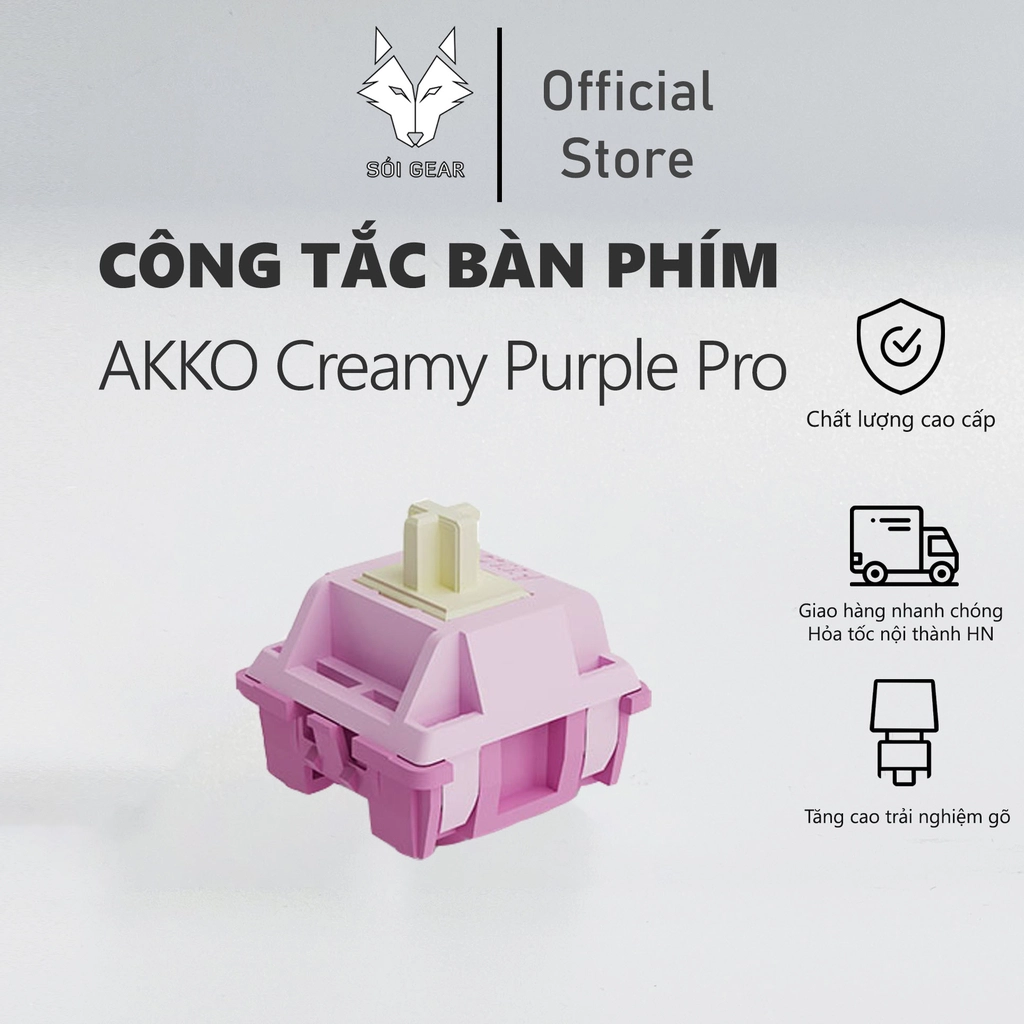 SÓI GEAR
Official
Store
CÔNG TẮC BÀN PHÍM
AKKO Creamy Purple Pro
Chất lượng cao cấp
Giao hàng nhanh chóng
Hỏa tốc nội thành HN
Tăng cao trải nghiệm gõ